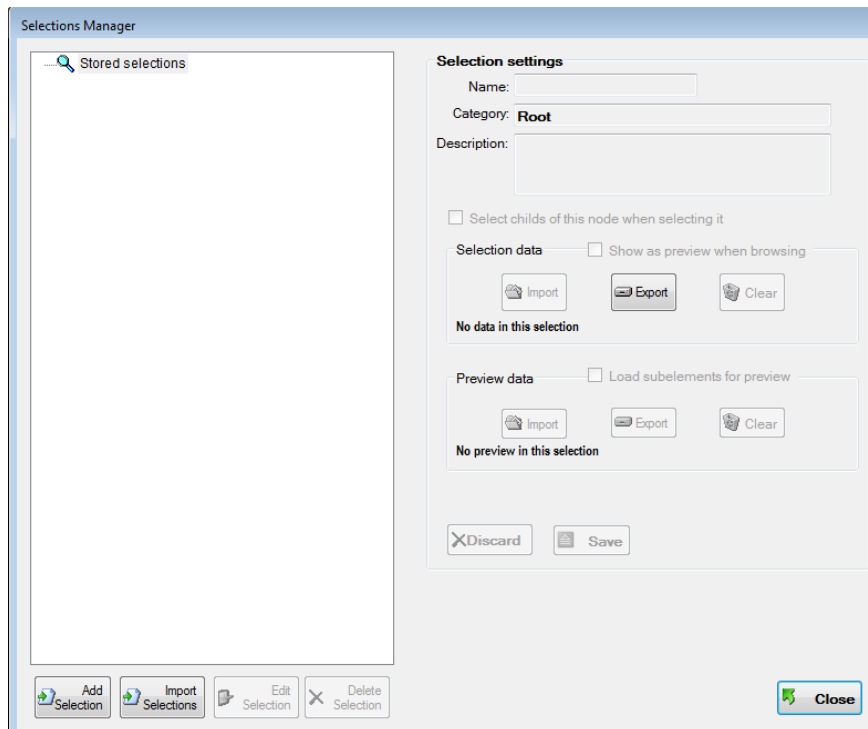 Selections Manager
Stored selections
Selection settings
Name:
Category: Root
Description:
Select childs of this node when selecting it
Selection data Show as preview when browsing
Import Export Clear
No data in this selection
Preview data Load subelements for preview
Import Export Clear
No preview in this selection
Discard Save
Add Selection
Import Selections
Edit Selection
Delete Selection
Close